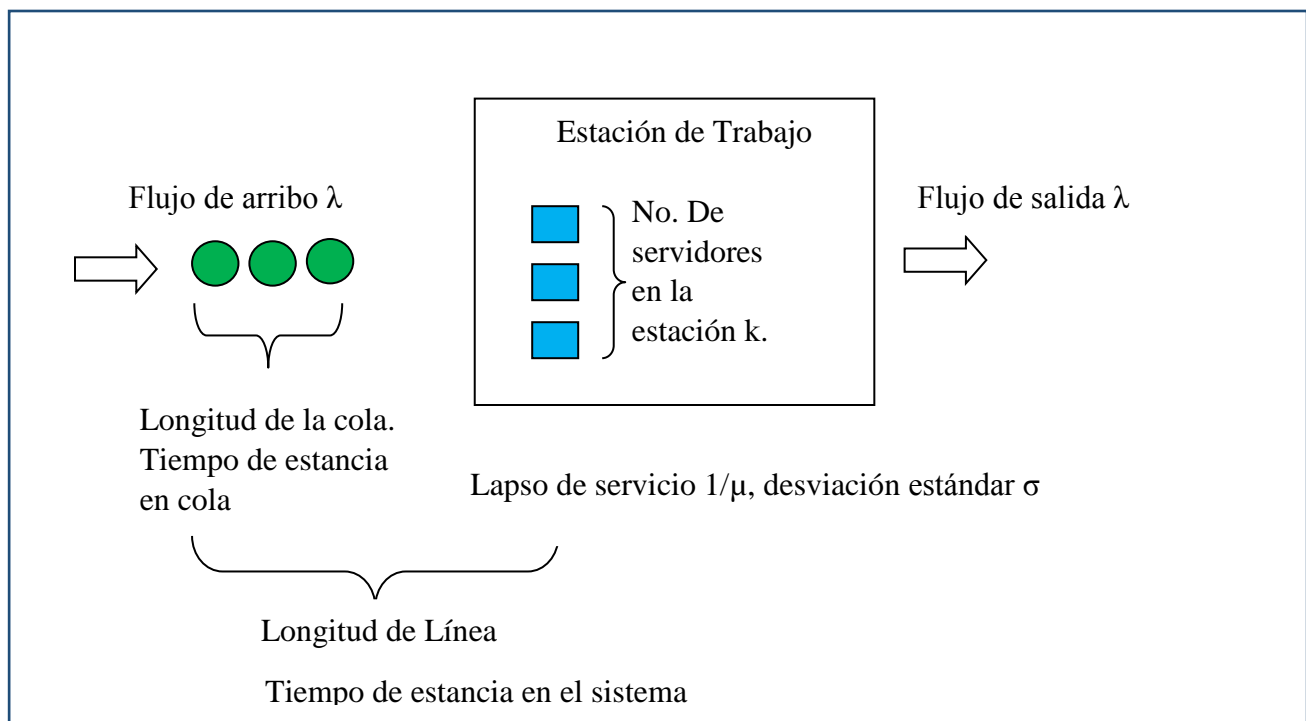 Estación de Trabajo
Flujo de arribo λ
No. De
servidores
en la
estación k.
Flujo de salida λ
Longitud de la cola.
Tiempo de estancia
en cola
Lapso de servicio 1/µ, desviación estándar σ
Longitud de Línea
Tiempo de estancia en el sistema